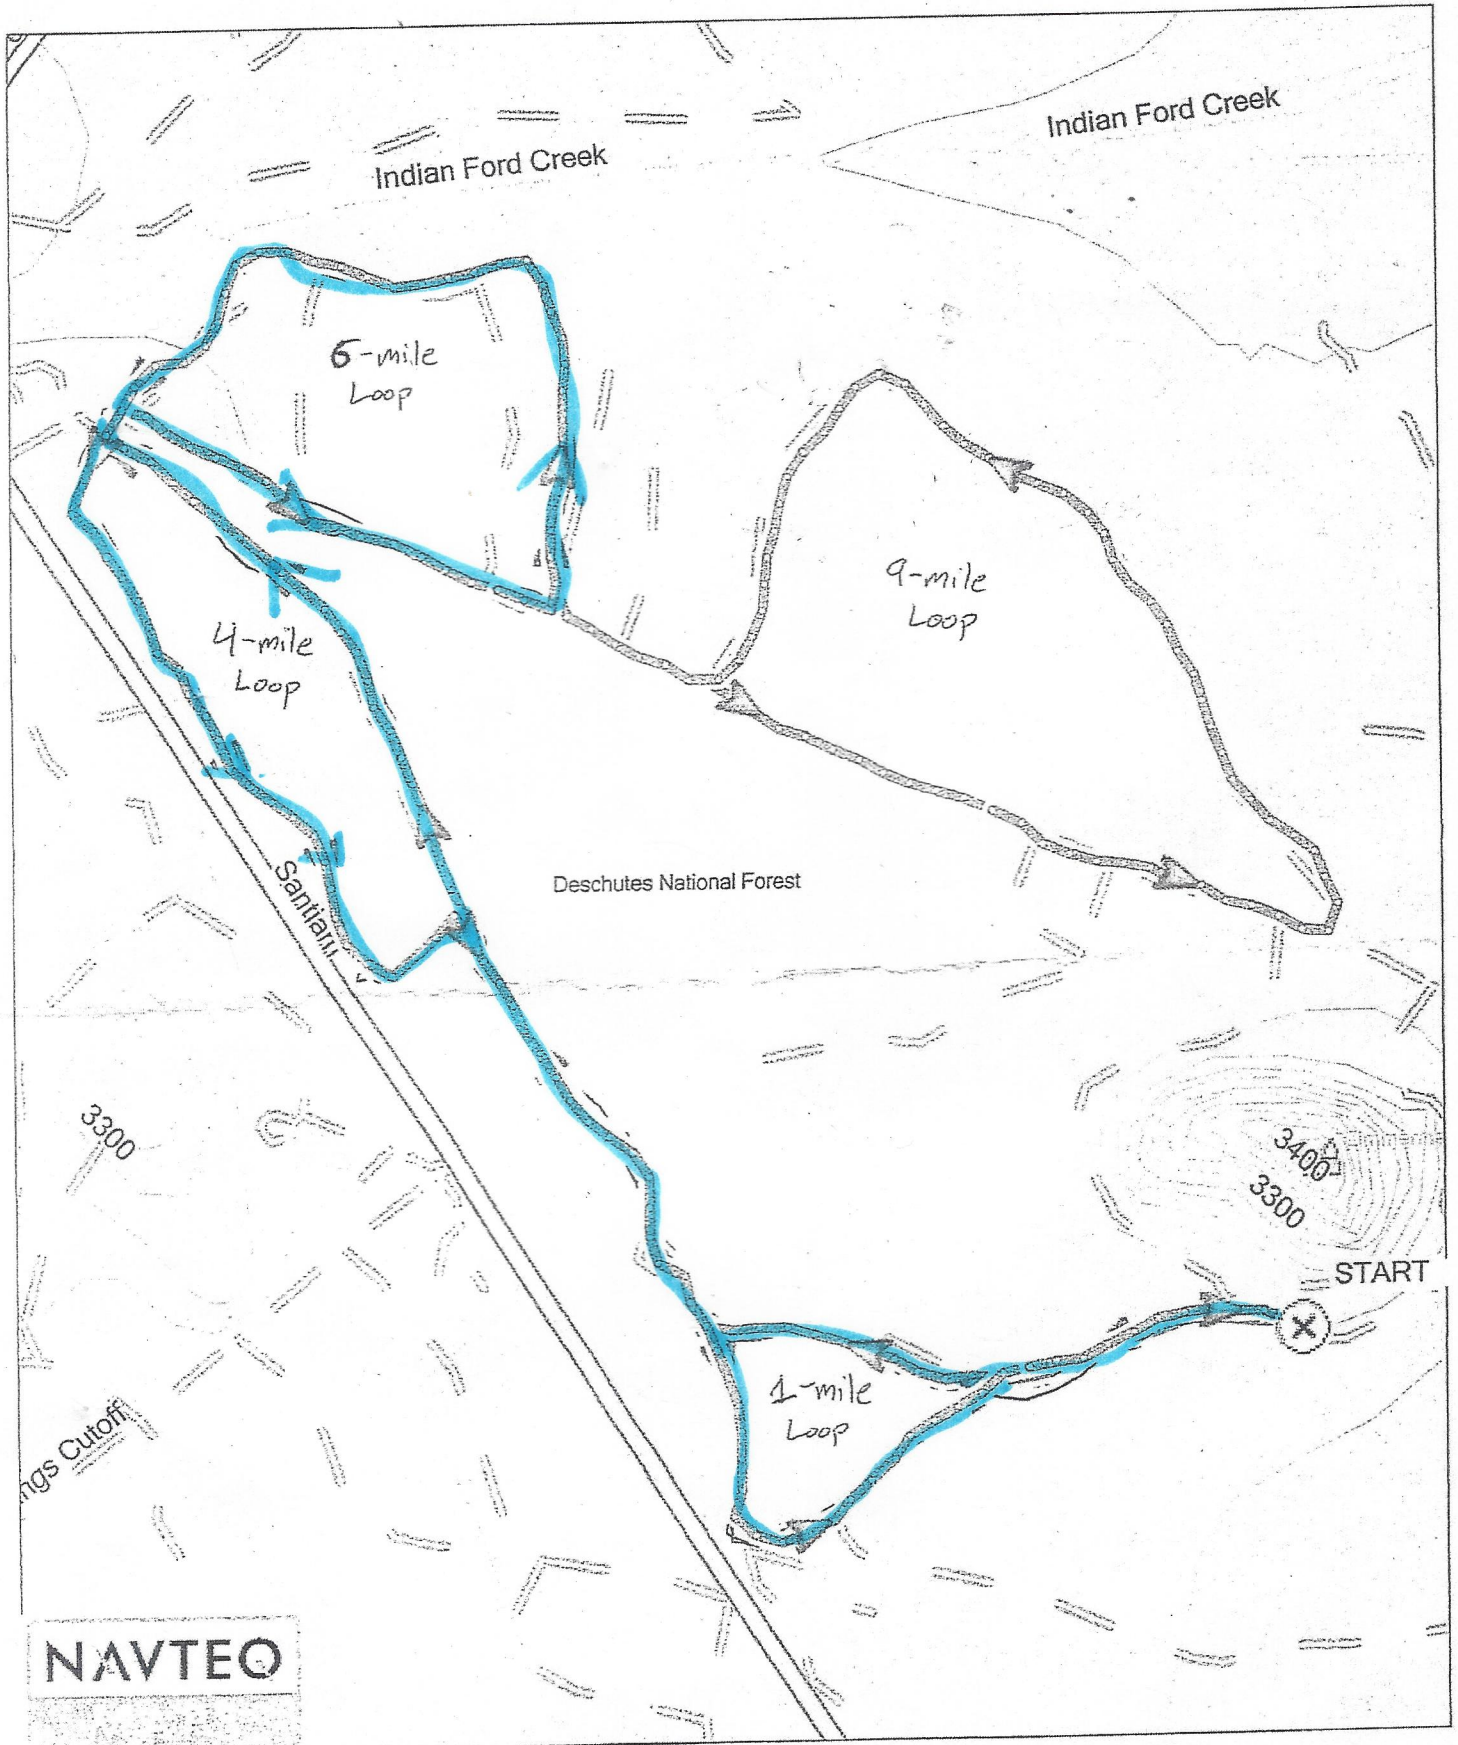 Indian Ford Creek
Indian Ford Creek
6-mile
Loop
9-mile
Loop
4-mile
Loop
Santiam
Deschutes National Forest
3300
3400
3300
START
1-mile
Loop
ngs Cutoff
NAVTEQ